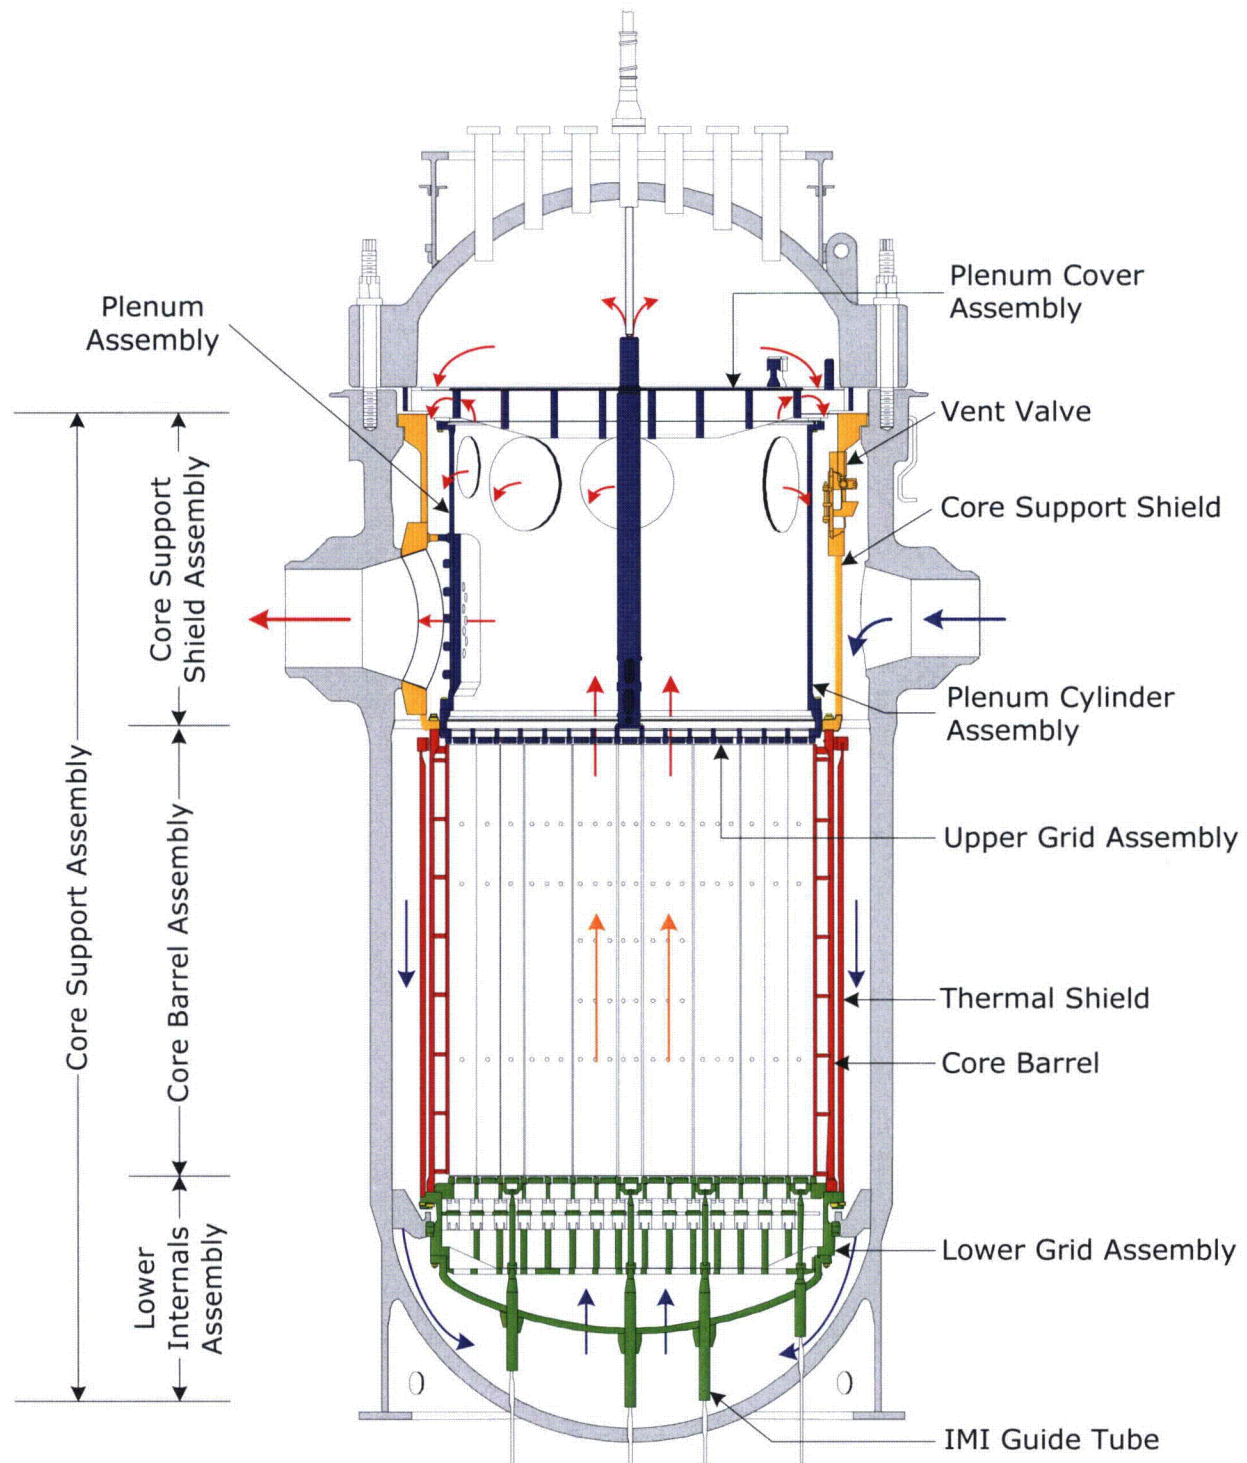 Plenum Cover
Assembly
Plenum
Assembly
Vent Valve
Core Support Shield
Core Support
Shield Assembly
Plenum Cylinder
Assembly
Upper Grid Assembly
Core Support Assembly
Core Barrel Assembly
Thermal Shield
Core Barrel
Lower Grid Assembly
Lower
Internals
Assembly
IMI Guide Tube